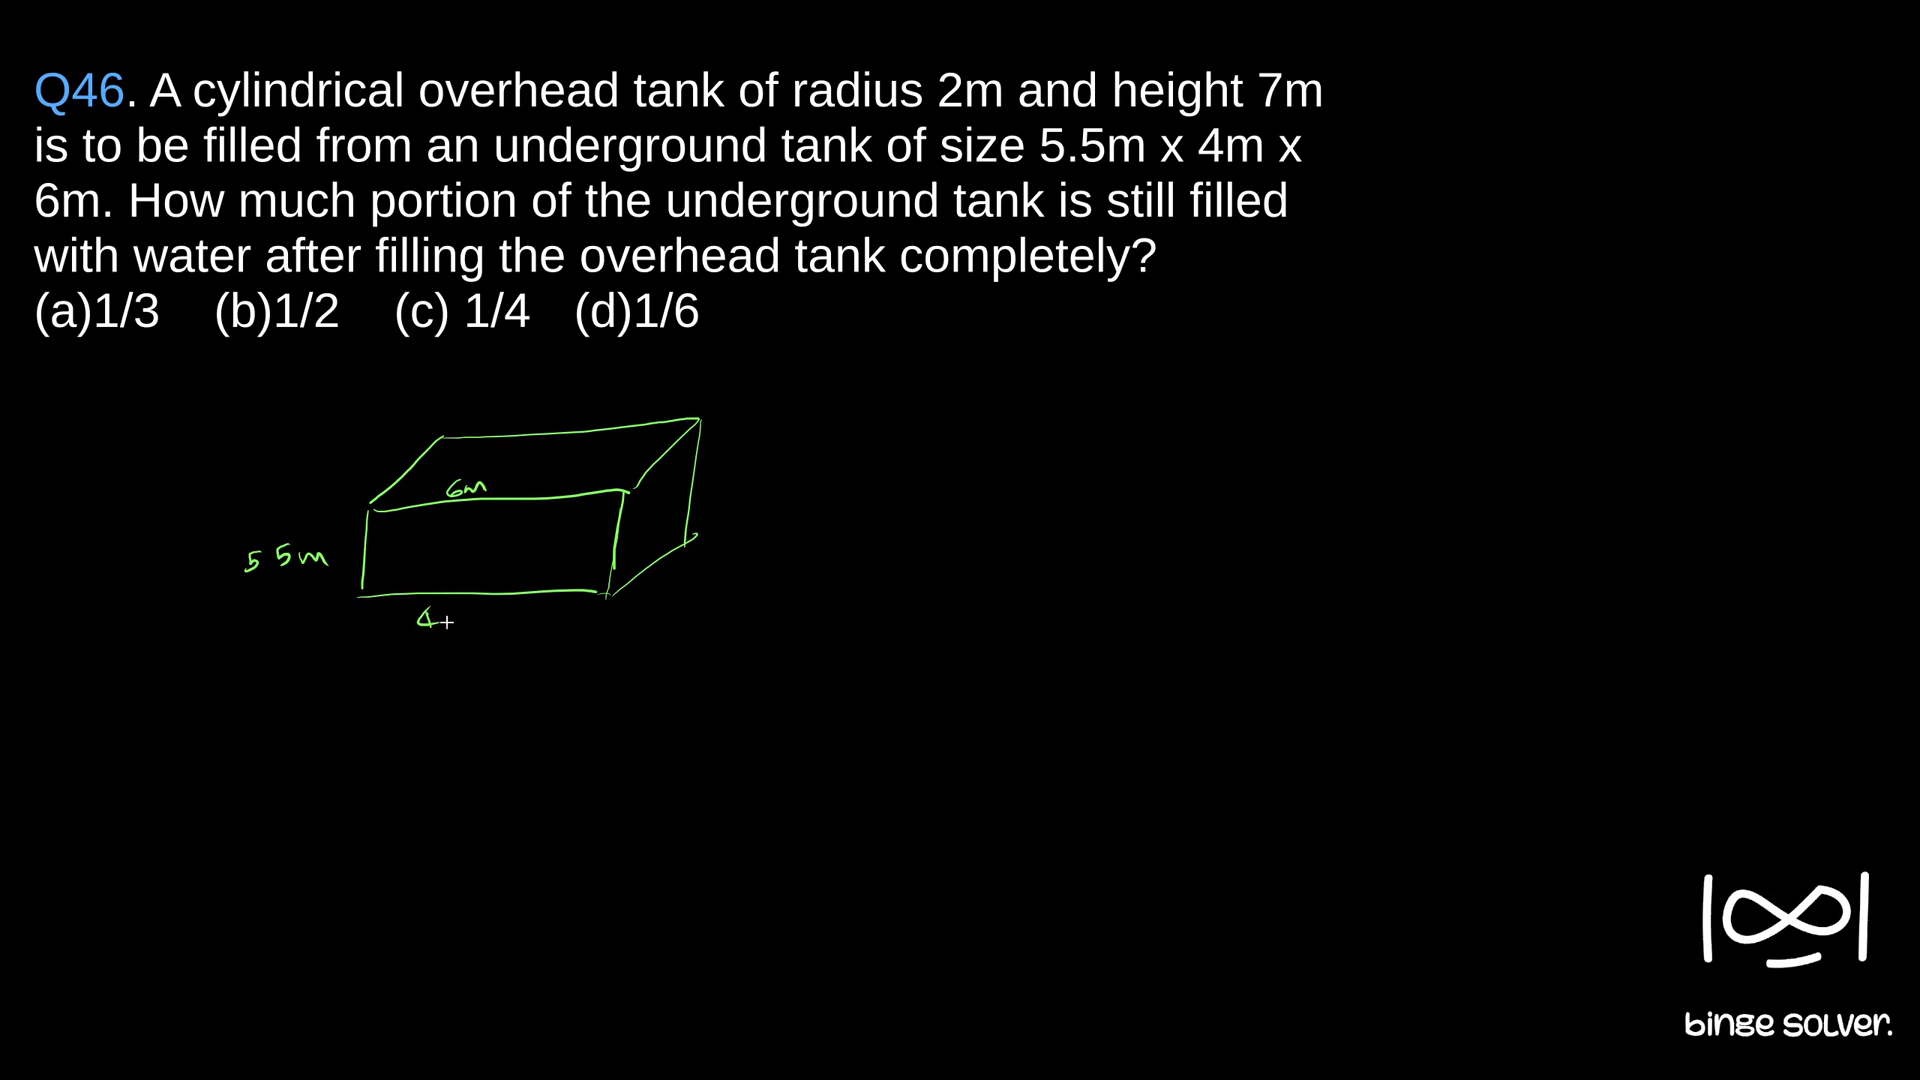 Q46. A cylindrical overhead tank of radius 2m and height 7m
is to be filled from an underground tank of size 5.5m x 4m x
6m. How much portion of the underground tank is still filled
with water after filling the overhead tank completely?
(a)1/3 (b)1/2 (c) 1/4 (d)1/6
6m
5 5m
4
binge solver.